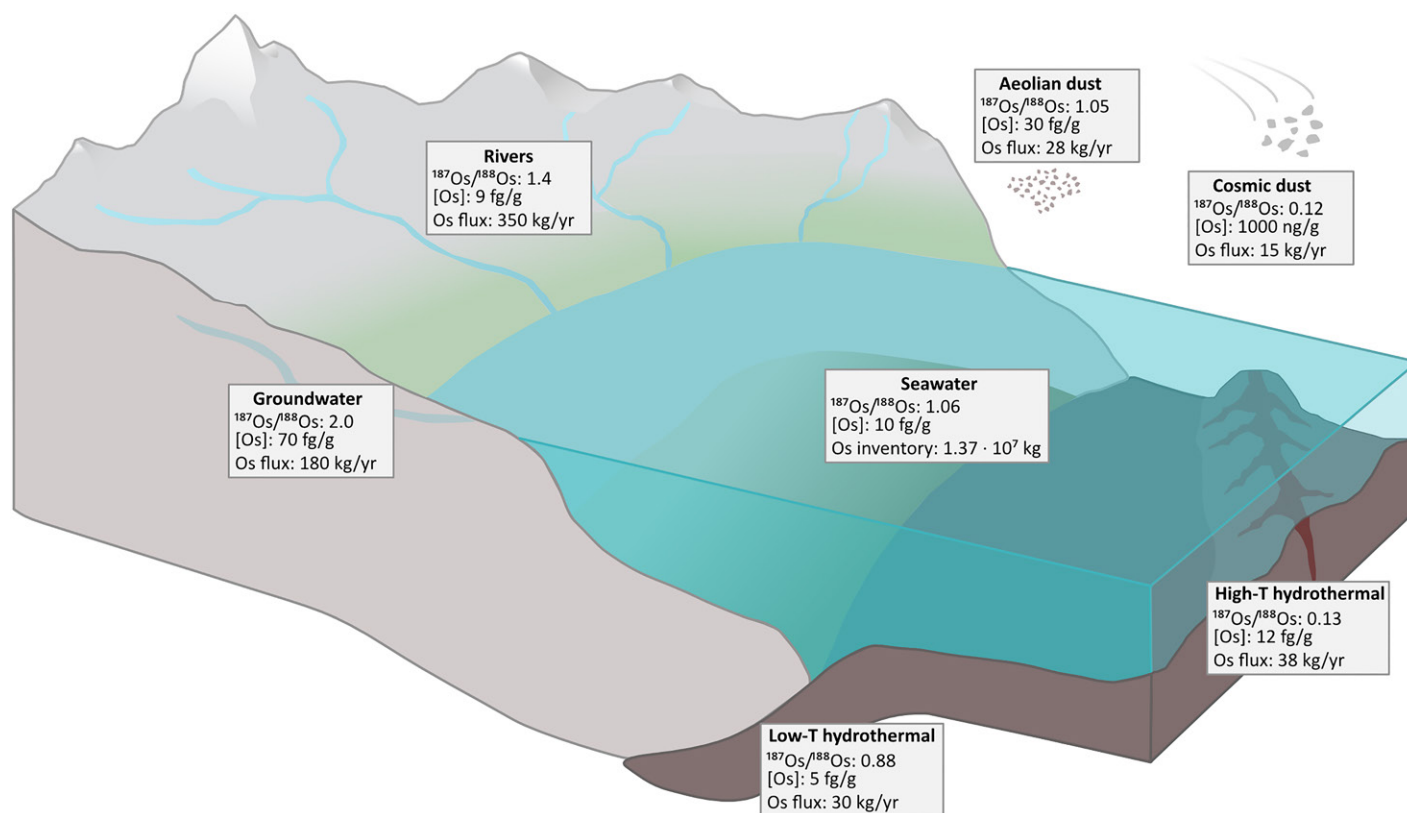 Aeolian dust
¹⁸⁷Os/¹⁸⁸Os: 1.05
[Os]: 30 fg/g
Os flux: 28 kg/yr
Rivers
¹⁸⁷Os/¹⁸⁸Os: 1.4
[Os]: 9 fg/g
Os flux: 350 kg/yr
Cosmic dust
¹⁸⁷Os/¹⁸⁸Os: 0.12
[Os]: 1000 ng/g
Os flux: 15 kg/yr
Groundwater
¹⁸⁷Os/¹⁸⁸Os: 2.0
[Os]: 70 fg/g
Os flux: 180 kg/yr
Seawater
¹⁸⁷Os/¹⁸⁸Os: 1.06
[Os]: 10 fg/g
Os inventory: 1.37 · 10⁷ kg
High-T hydrothermal
¹⁸⁷Os/¹⁸⁸Os: 0.13
[Os]: 12 fg/g
Os flux: 38 kg/yr
Low-T hydrothermal
¹⁸⁷Os/¹⁸⁸Os: 0.88
[Os]: 5 fg/g
Os flux: 30 kg/yr